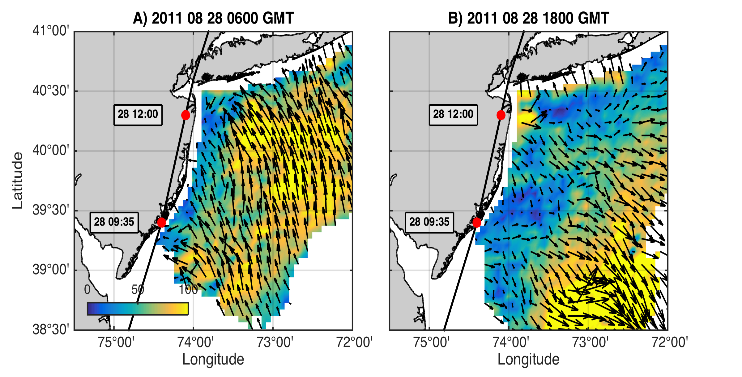 A) 2011 08 28 0600 GMT
B) 2011 08 28 1800 GMT
41°00'
40°30'
40°00'
39°30'
39°00'
38°30'
Latitude
28 12:00
28 09:35
0 50 100
28 12:00
28 09:35
75°00' 74°00' 73°00' 72°00'
75°00' 74°00' 73°00' 72°00'
Longitude
Longitude